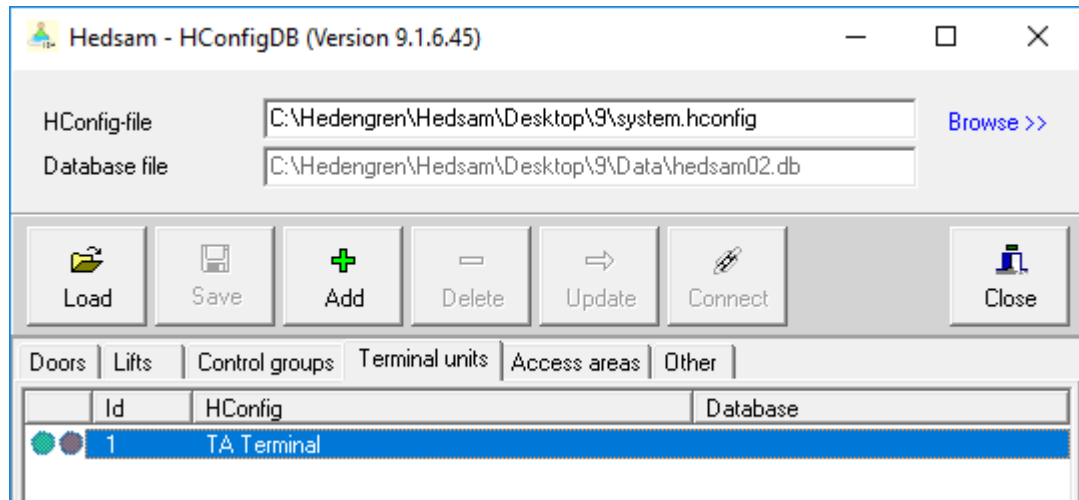 Hedsam - HConfigDB (Version 9.1.6.45)
HConfig-file C:\Hedengren\Hedsam\Desktop\9\system.hconfig Browse >>
Database file C:\Hedengren\Hedsam\Desktop\9\Data\hedsam02.db
Load Save Add Delete Update Connect Close
Doors Lifts Control groups Terminal units Access areas Other
Id HConfig Database
1 TA Terminal